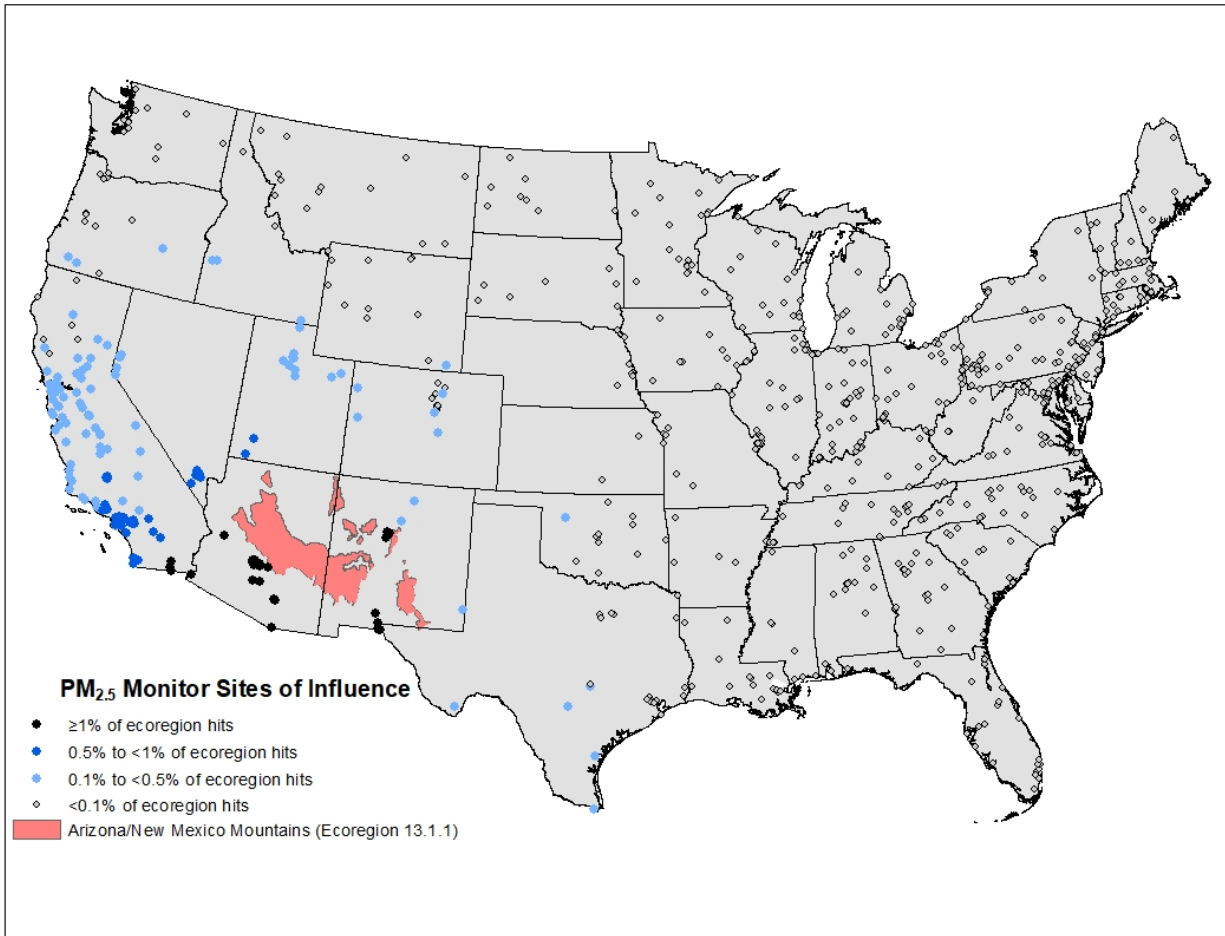 PM2.5 Monitor Sites of Influence
≥1% of ecoregion hits
0.5% to <1% of ecoregion hits
0.1% to <0.5% of ecoregion hits
<0.1% of ecoregion hits
Arizona/New Mexico Mountains (Ecoregion 13.1.1)